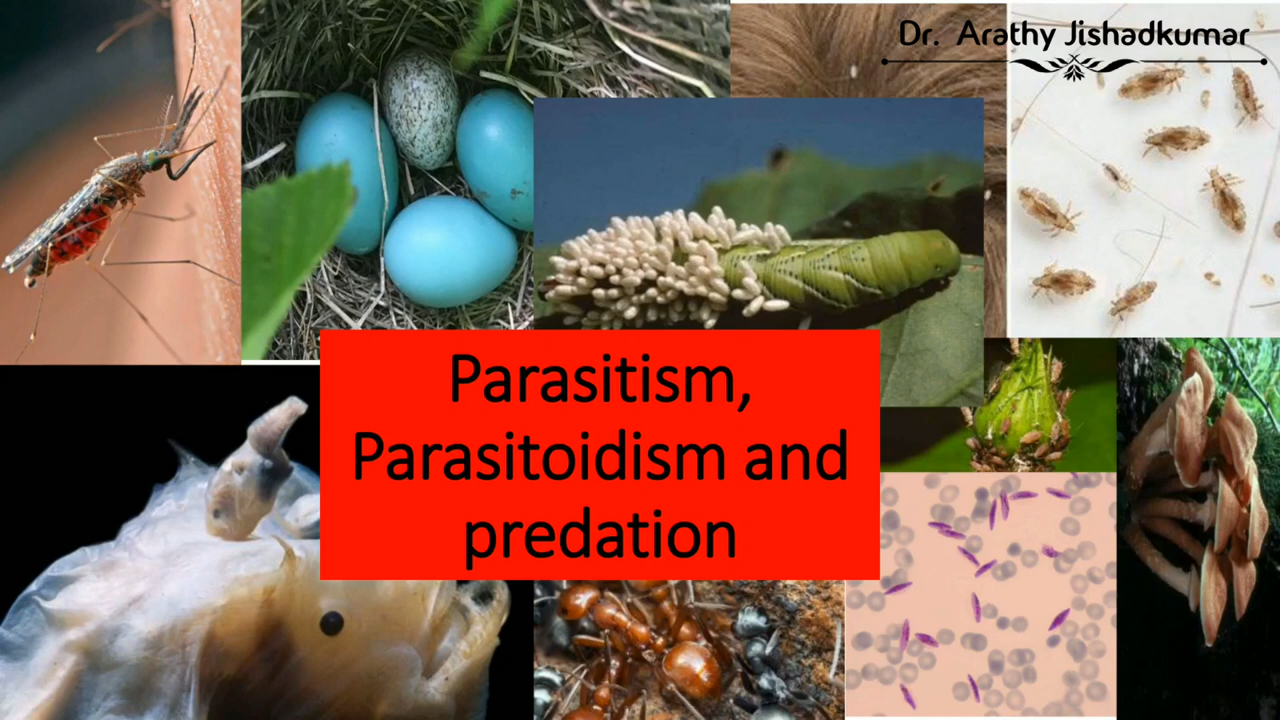 Dr. Arathy Jishadkumar
Parasitism,
Parasitoidism and
predation